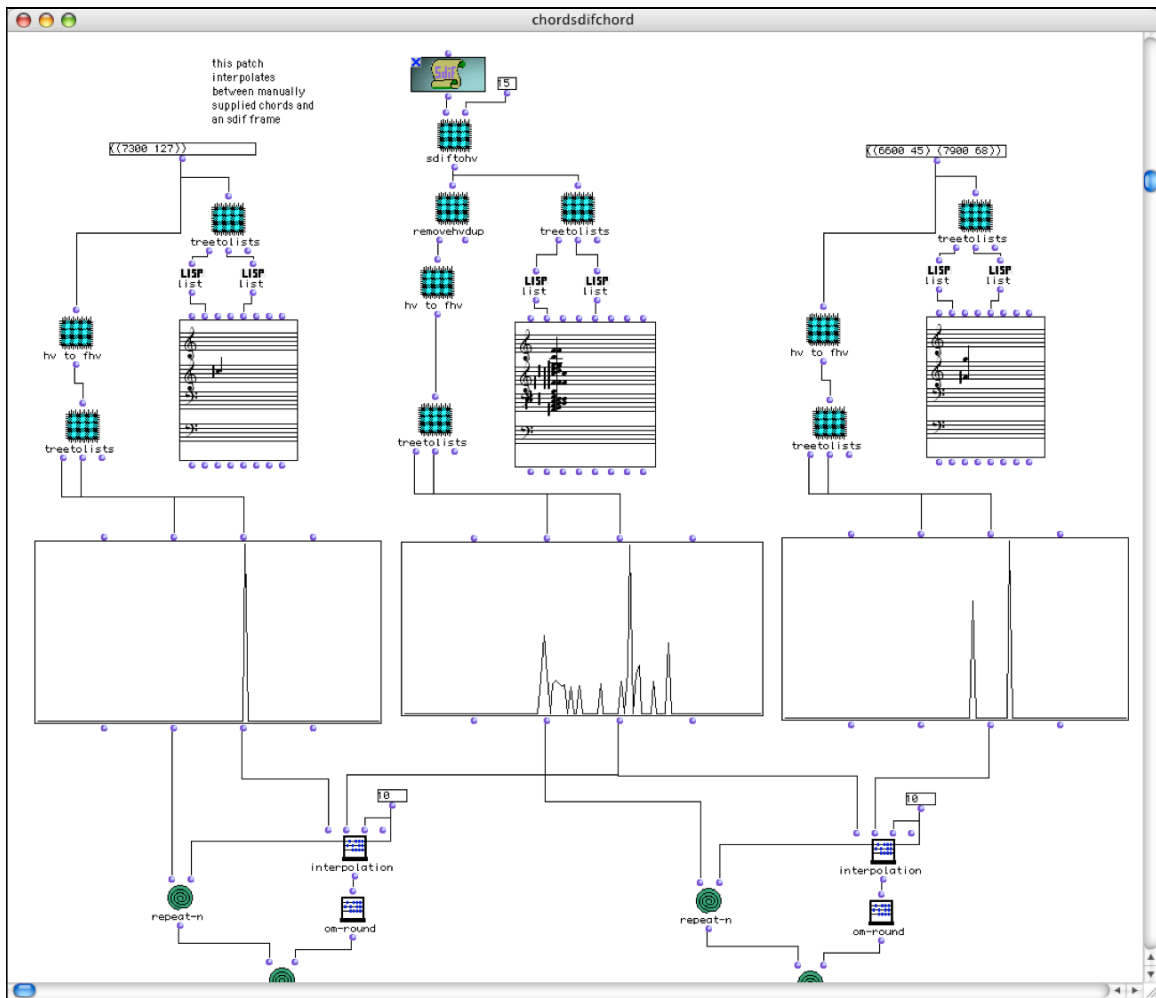 chordsdifchord
this patch
interpolates
between manually
supplied chords and
an sdif frame
Sdif
15
((7300 127))
sdiftohv
((6600 45) (7900 68))
treetolists
removehvdup
treetolists
treetolists
LISP
list
LISP
list
LISP
list
LISP
list
LISP
list
LISP
list
hv to fhv
hv to fhv
hv to fhv
treetolists
treetolists
treetolists
10
10
interpolation
interpolation
repeat-n
om-round
repeat-n
om-round